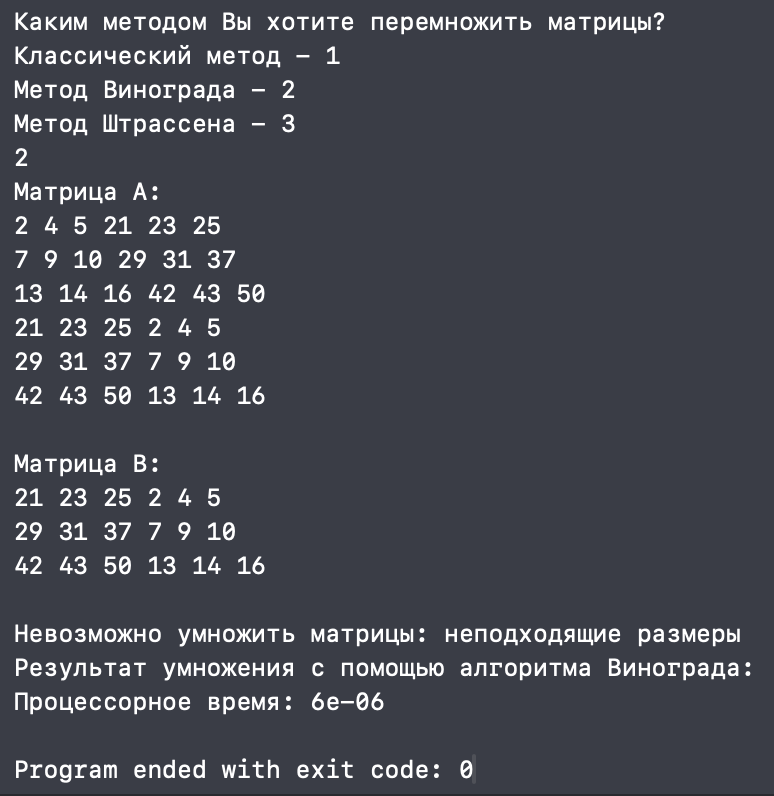 Каким методом Вы хотите перемножить матрицы?
Классический метод – 1
Метод Винограда – 2
Метод Штрассена – 3
2
Матрица A:
2 4 5 21 23 25
7 9 10 29 31 37
13 14 16 42 43 50
21 23 25 2 4 5
29 31 37 7 9 10
42 43 50 13 14 16
Матрица B:
21 23 25 2 4 5
29 31 37 7 9 10
42 43 50 13 14 16
Невозможно умножить матрицы: неподходящие размеры
Результат умножения с помощью алгоритма Винограда:
Процессорное время: 6e-06
Program ended with exit code: 0